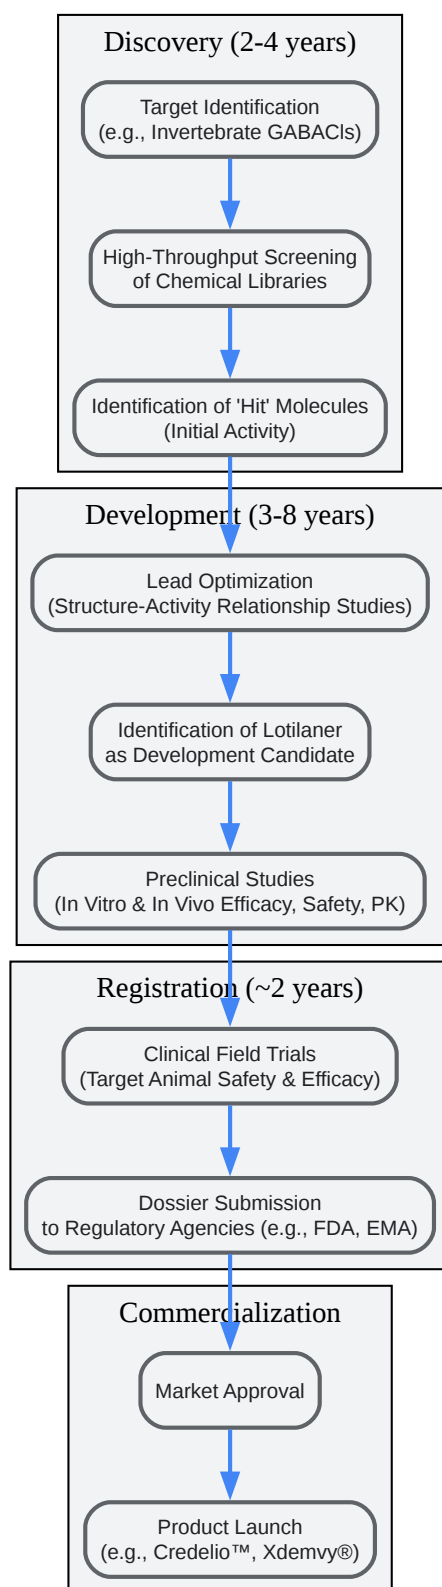 Discovery (2-4 years)
Target Identification
(e.g., Invertebrate GABACls)
High-Throughput Screening
of Chemical Libraries
Identification of 'Hit' Molecules
(Initial Activity)
Development (3-8 years)
Lead Optimization
(Structure-Activity Relationship Studies)
Identification of Lotilaner
as Development Candidate
Preclinical Studies
(In Vitro & In Vivo Efficacy, Safety, PK)
Registration (~2 years)
Clinical Field Trials
(Target Animal Safety & Efficacy)
Dossier Submission
to Regulatory Agencies (e.g., FDA, EMA)
Commercialization
Market Approval
Product Launch
(e.g., Credelio™, Xdemvy®)